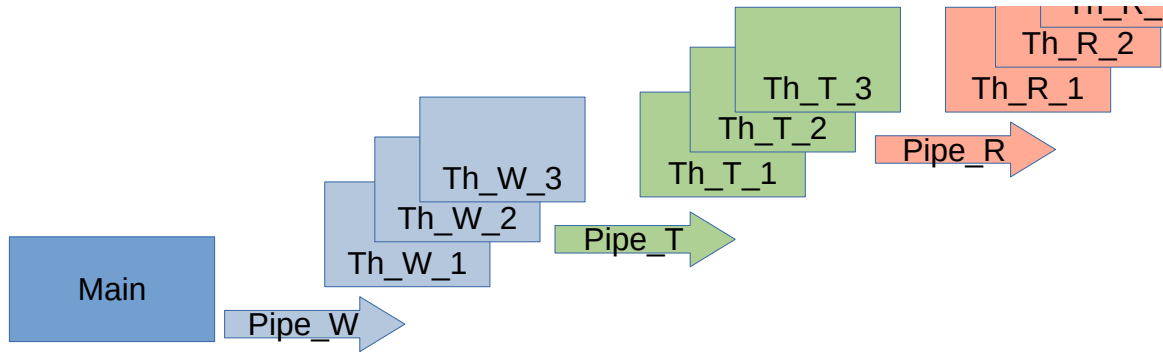 Main
Pipe_W
Th_W_1
Th_W_2
Th_W_3
Pipe_T
Th_T_1
Th_T_2
Th_T_3
Pipe_R
Th_R_1
Th_R_2